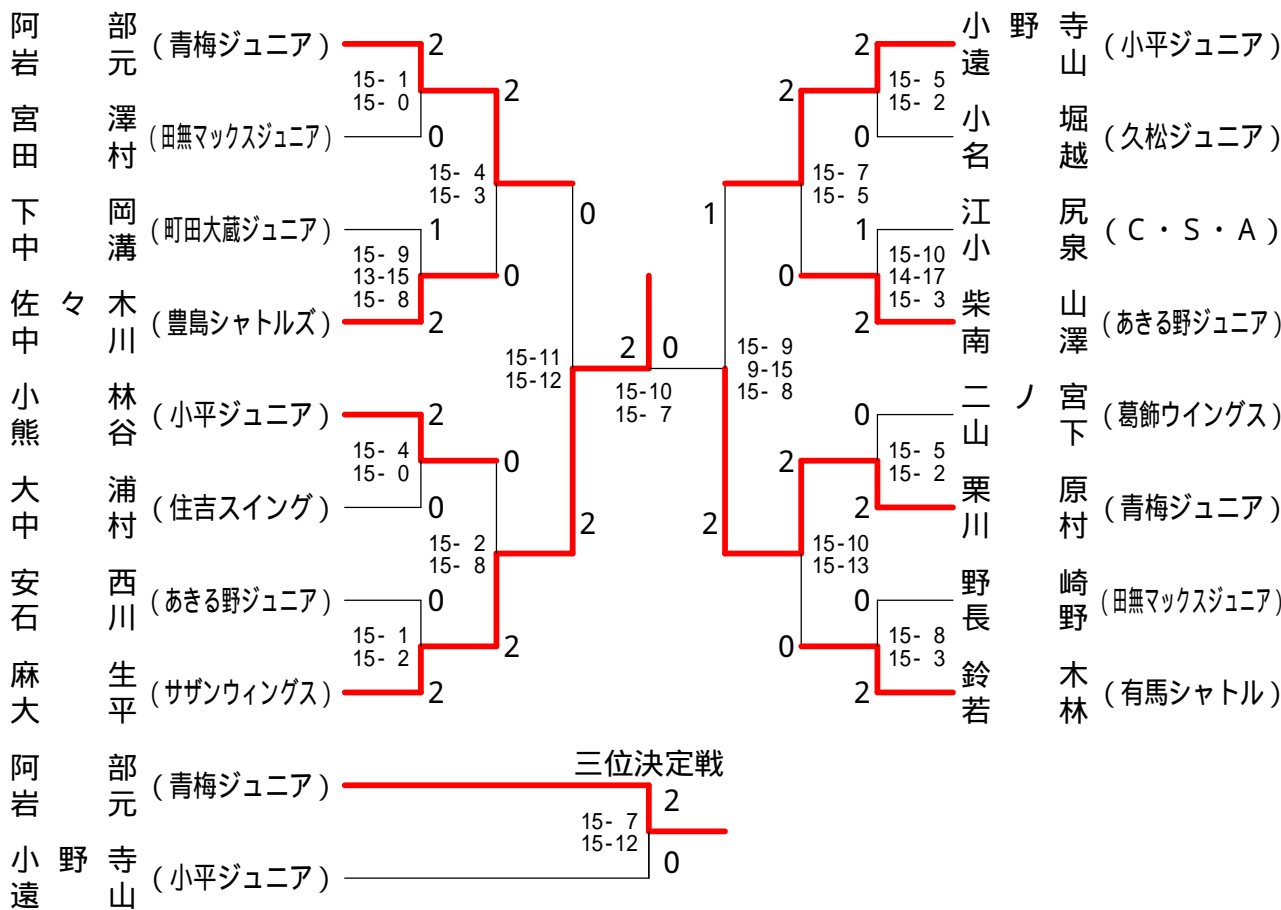 阿部 (青梅ジュニア)
岩元
2
15- 1
15- 0
宮澤 (田無マックスジュニア)
田村
0
2
15- 4
15- 3
下岡 (町田大蔵ジュニア)
中溝
1
15- 9
13-15
15- 8
佐々木 (豊島シャトルズ)
中川
2
0
0
15-11
15-12
小林 (小平ジュニア)
熊谷
2
15- 4
15- 0
大浦 (住吉スイング)
中村
0
0
15- 2
15- 8
安西 (あきる野ジュニア)
石川
0
15- 1
15- 2
麻生 (サザンウィングス)
大平
2
2
2
2 0
15-10
15- 7
小野寺 (小平ジュニア)
遠山
2
15- 5
15- 2
小堀 (久松ジュニア)
名越
0
2
15- 7
15- 5
江尻 (C・S・A)
小泉
1
15-10
14-17
15- 3
柴山 (あきる野ジュニア)
南澤
2
0
1
15- 9
9-15
15- 8
二ノ宮 (葛飾ウイングス)
山下
0
15- 5
15- 2
栗原 (青梅ジュニア)
川村
2
2
15-10
15-13
野崎 (田無マックスジュニア)
長野
0
15- 8
15- 3
鈴木 (有馬シャトル)
若林
2
0
2
三位決定戦
阿部 (青梅ジュニア)
岩元
2
15- 7
15-12
小野寺 (小平ジュニア)
遠山
0